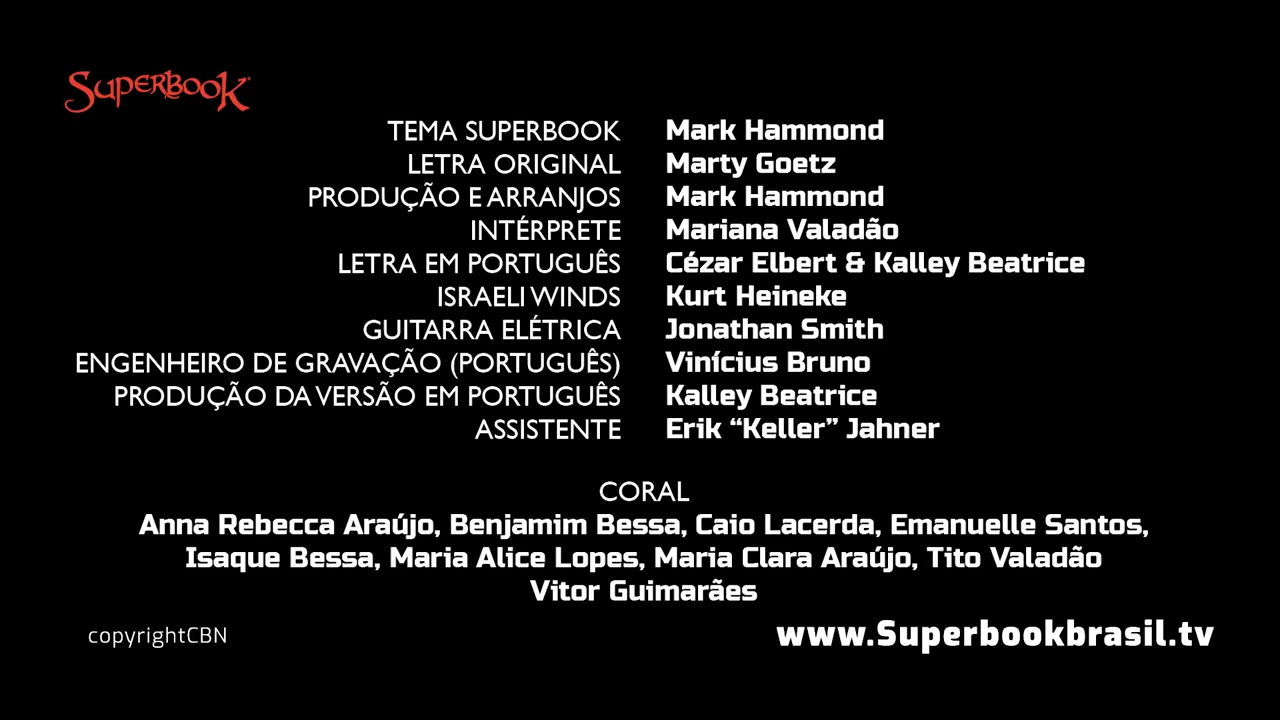 SUPERBOOK
TEMA SUPERBOOK Mark Hammond
LETRA ORIGINAL Marty Goetz
PRODUÇÃO E ARRANJOS Mark Hammond
INTÉRPRETE Mariana Valadão
LETRA EM PORTUGUÊS Cézar Elbert & Kalley Beatrice
ISRAELI WINDS Kurt Heineke
GUITARRA ELÉTRICA Jonathan Smith
ENGENHEIRO DE GRAVAÇÃO (PORTUGUÊS) Vinícius Bruno
PRODUÇÃO DA VERSÃO EM PORTUGUÊS Kalley Beatrice
ASSISTENTE Erik “Keller” Jahner
CORAL
Anna Rebecca Araújo, Benjamim Bessa, Caio Lacerda, Emanuelle Santos,
Isaque Bessa, Maria Alice Lopes, Maria Clara Araújo, Tito Valadão
Vitor Guimarães
copyrightCBN www.Superbookbrasil.tv